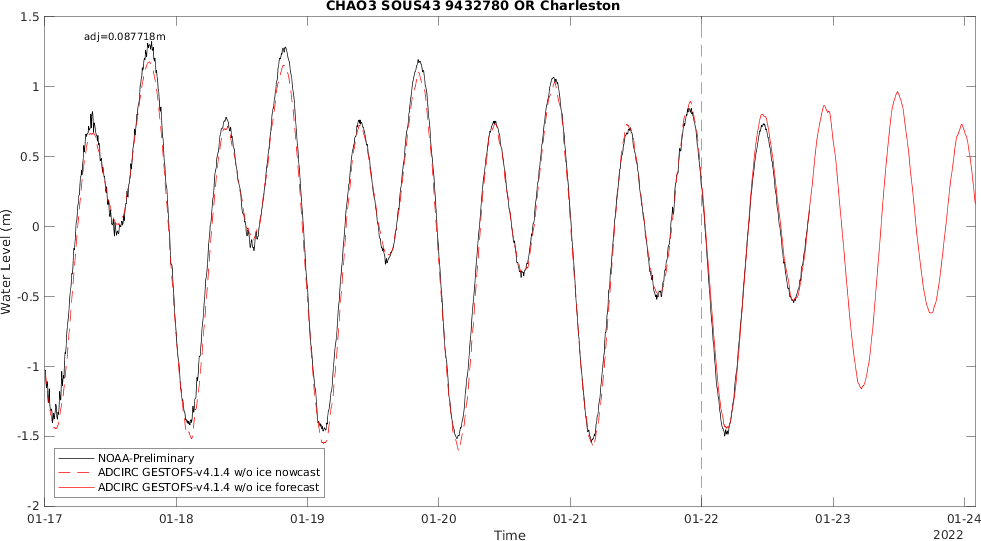 CHAO3 SOUS43 9432780 OR Charleston
adj=0.087718m
1.5
1
0.5
0
-0.5
-1
-1.5
-2
Water Level (m)
NOAA-Preliminary
ADCIRC GESTOFS-v4.1.4 w/o ice nowcast
ADCIRC GESTOFS-v4.1.4 w/o ice forecast
01-17 01-18 01-19 01-20 01-21 01-22 01-23 01-24
Time
2022